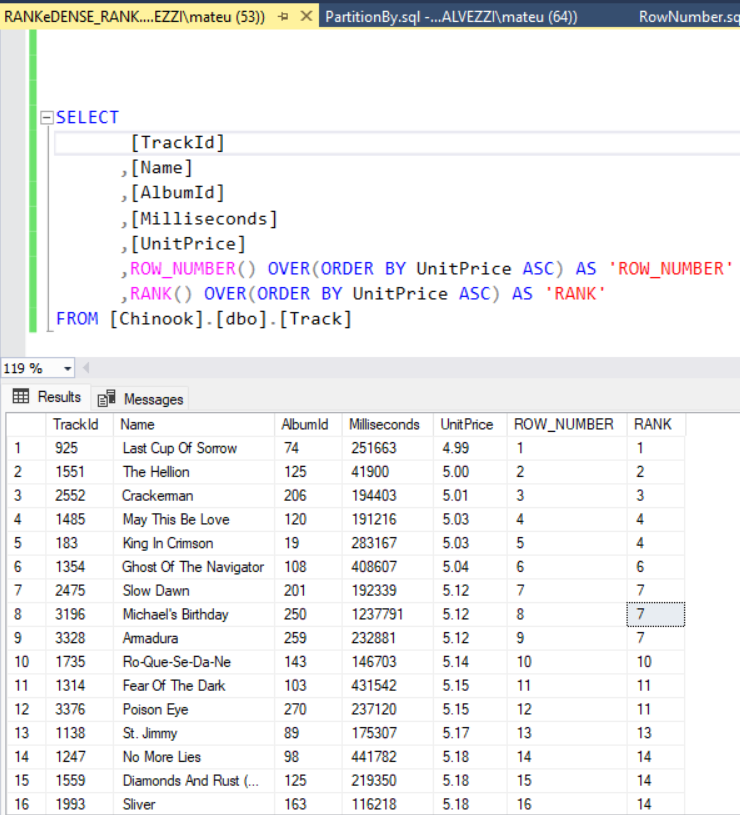 RANKeDENSE_RANK....EZZI\mateu (53)) PartitionBy.sql -...ALVEZZI\mateu (64)) RowNumber.sq
SELECT
[TrackId]
,[Name]
,[AlbumId]
,[Milliseconds]
,[UnitPrice]
,ROW_NUMBER() OVER(ORDER BY UnitPrice ASC) AS 'ROW_NUMBER'
,RANK() OVER(ORDER BY UnitPrice ASC) AS 'RANK'
FROM [Chinook].[dbo].[Track]
119 %
Results Messages
TrackId Name AlbumId Milliseconds UnitPrice ROW_NUMBER RANK
1 925 Last Cup Of Sorrow 74 251663 4.99 1 1
2 1551 The Hellion 125 41900 5.00 2 2
3 2552 Crackerman 206 194403 5.01 3 3
4 1485 May This Be Love 120 191216 5.03 4 4
5 183 King In Crimson 19 283167 5.03 5 4
6 1354 Ghost Of The Navigator 108 408607 5.04 6 6
7 2475 Slow Dawn 201 192339 5.12 7 7
8 3196 Michael's Birthday 250 1237791 5.12 8 7
9 3328 Armadura 259 232881 5.12 9 7
10 1735 Ro-Que-Se-Da-Ne 143 146703 5.14 10 10
11 1314 Fear Of The Dark 103 431542 5.15 11 11
12 3376 Poison Eye 270 237120 5.15 12 11
13 1138 St. Jimmy 89 175307 5.17 13 13
14 1247 No More Lies 98 441782 5.18 14 14
15 1559 Diamonds And Rust (... 125 219350 5.18 15 14
16 1993 Sliver 163 116218 5.18 16 14